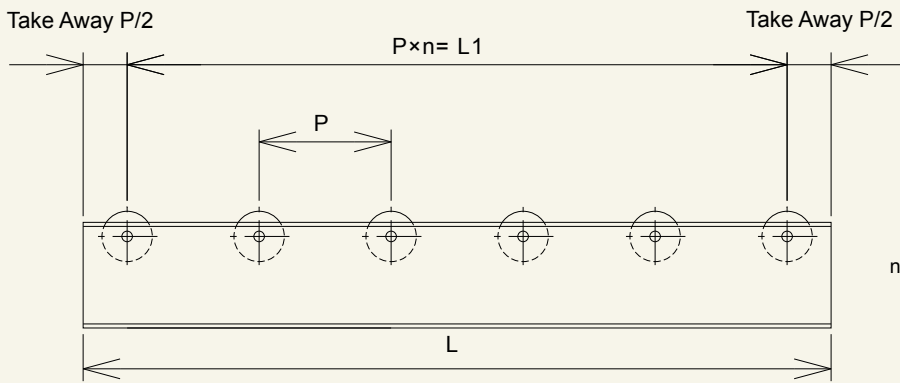 Take Away P/2
Take Away P/2
P×n= L1
P
n
L